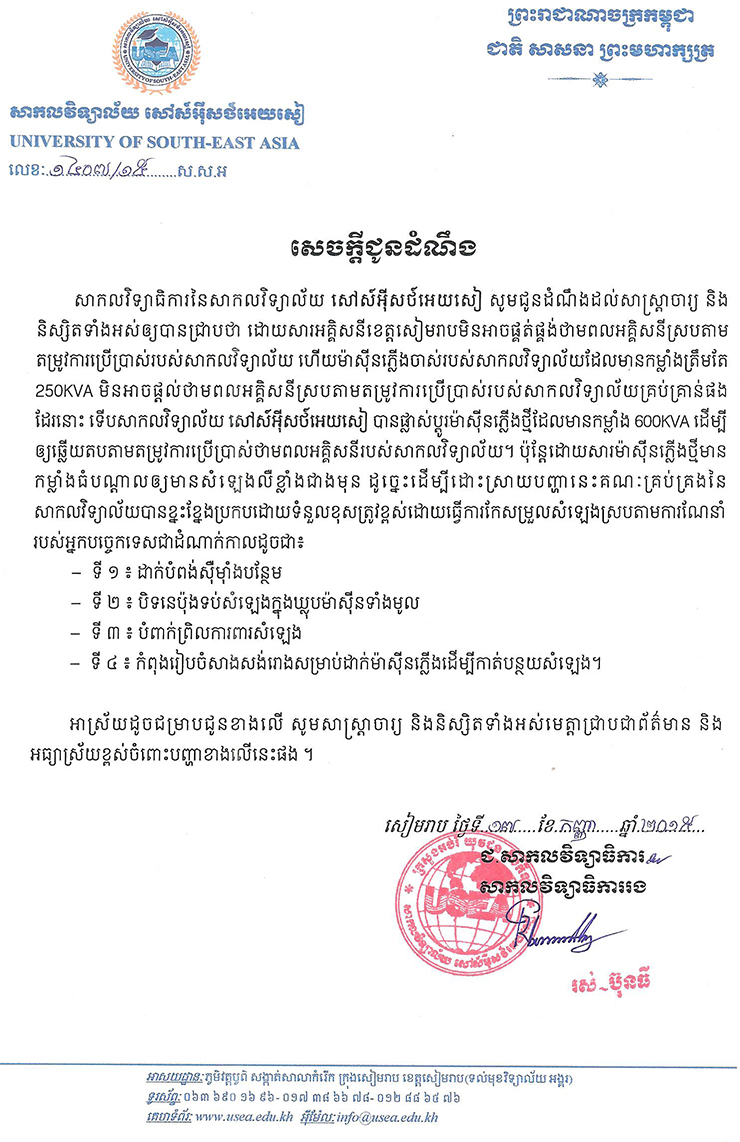 ព្រះរាជាណាចក្រកម្ពុជា
ជាតិ សាសនា ព្រះមហាក្សត្រ
USEA
UNIVERSITY OF SOUTH-EAST ASIA
សាកលវិទ្យាល័យ សៅស៍អ៊ីសថ៍អេយសៀ
UNIVERSITY OF SOUTH-EAST ASIA
លេខ: ១៤០៧/១៥ ស.ស.អ
សេចក្ដីជូនដំណឹង
សាកលវិទ្យាធិការនៃសាកលវិទ្យាល័យ សៅស៍អ៊ីសថ៍អេយសៀ សូមជូនដំណឹងដល់សាស្ត្រាចារ្យ និង
និស្សិតទាំងអស់ឲ្យបានជ្រាបថា ដោយសារអគ្គិសនីខេត្តសៀមរាបមិនអាចផ្គត់ផ្គង់ថាមពលអគ្គិសនីស្របតាម
តម្រូវការប្រើប្រាស់របស់សាកលវិទ្យាល័យ ហើយម៉ាស៊ីនភ្លើងចាស់របស់សាកលវិទ្យាល័យដែលមានកម្លាំងត្រឹមតែ
250KVA មិនអាចផ្តល់ថាមពលអគ្គិសនីស្របតាមតម្រូវការប្រើប្រាស់របស់សាកលវិទ្យាល័យគ្រប់គ្រាន់ផង
ដែរនោះ ទើបសាកលវិទ្យាល័យ សៅស៍អ៊ីសថ៍អេយសៀ បានផ្លាស់ប្តូរម៉ាស៊ីនភ្លើងថ្មីដែលមានកម្លាំង 600KVA ដើម្បី
ឲ្យឆ្លើយតបតាមតម្រូវការប្រើប្រាស់ថាមពលអគ្គិសនីរបស់សាកលវិទ្យាល័យ។ ប៉ុន្តែដោយសារម៉ាស៊ីនភ្លើងថ្មីមាន
កម្លាំងធំបណ្តាលឲ្យមានសំឡេងលឺខ្លាំងជាងមុន ដូច្នេះដើម្បីដោះស្រាយបញ្ហានេះគណៈគ្រប់គ្រងនៃ
សាកលវិទ្យាល័យបានខ្នះខ្នែងប្រកបដោយទំនួលខុសត្រូវខ្ពស់ដោយធ្វើការកែសម្រួលសំឡេងស្របតាមការណែនាំ
របស់អ្នកបច្ចេកទេសជាដំណាក់កាលដូចជា៖
– ទី ១ ៖ ដាក់បំពង់ស៊ីម៉ាំងបន្ថែម
– ទី ២ ៖ បិទនេប៉ុងទប់សំឡេងក្នុងឃ្លុបម៉ាស៊ីនទាំងមូល
– ទី ៣ ៖ បំពាក់ព្រិលការពារសំឡេង
– ទី ៤ ៖ កំពុងរៀបចំសាងសង់រោងសម្រាប់ដាក់ម៉ាស៊ីនភ្លើងដើម្បីកាត់បន្ថយសំឡេង។
អាស្រ័យដូចជម្រាបជូនខាងលើ សូមសាស្ត្រាចារ្យ និងនិស្សិតទាំងអស់មេត្តាជ្រាបជាព័ត៌មាន និង
អធ្យាស្រ័យខ្ពស់ចំពោះបញ្ហាខាងលើនេះផង ។
សៀមរាប ថ្ងៃទី ១៧ ខែ កញ្ញា ឆ្នាំ ២០១៥
ជ.សាកលវិទ្យាធិការ
សាកលវិទ្យាធិការរង
USEA
រស់ ~ ប៊ុនធី
អាសយដ្ឋាន: ភូមិវត្តបូព៌ សង្កាត់សាលាកំរើក ក្រុងសៀមរាប ខេត្តសៀមរាប(ទល់មុខវិទ្យាល័យ អង្គរ)
ទូរស័ព្ទ: ០៦៣ ៦៩០ ១៦ ៩៦- ០១៧ ៣៨ ៦៦ ៧៨- ០១២ ៨៨ ៦៥ ៧៦
គេហទំព័រ: www.usea.edu.kh អ៊ីម៉ែល: info@usea.edu.kh